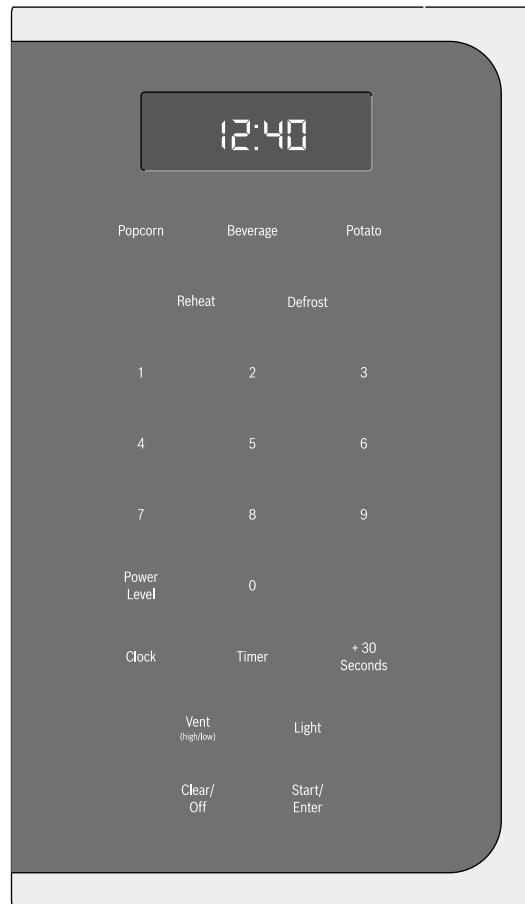 12:40
Popcorn Beverage Potato
Reheat Defrost
1 2 3
4 5 6
7 8 9
Power
Level
0
Clock Timer
+ 30
Seconds
Vent
(high/low)
Light
Clear/
Off
Start/
Enter